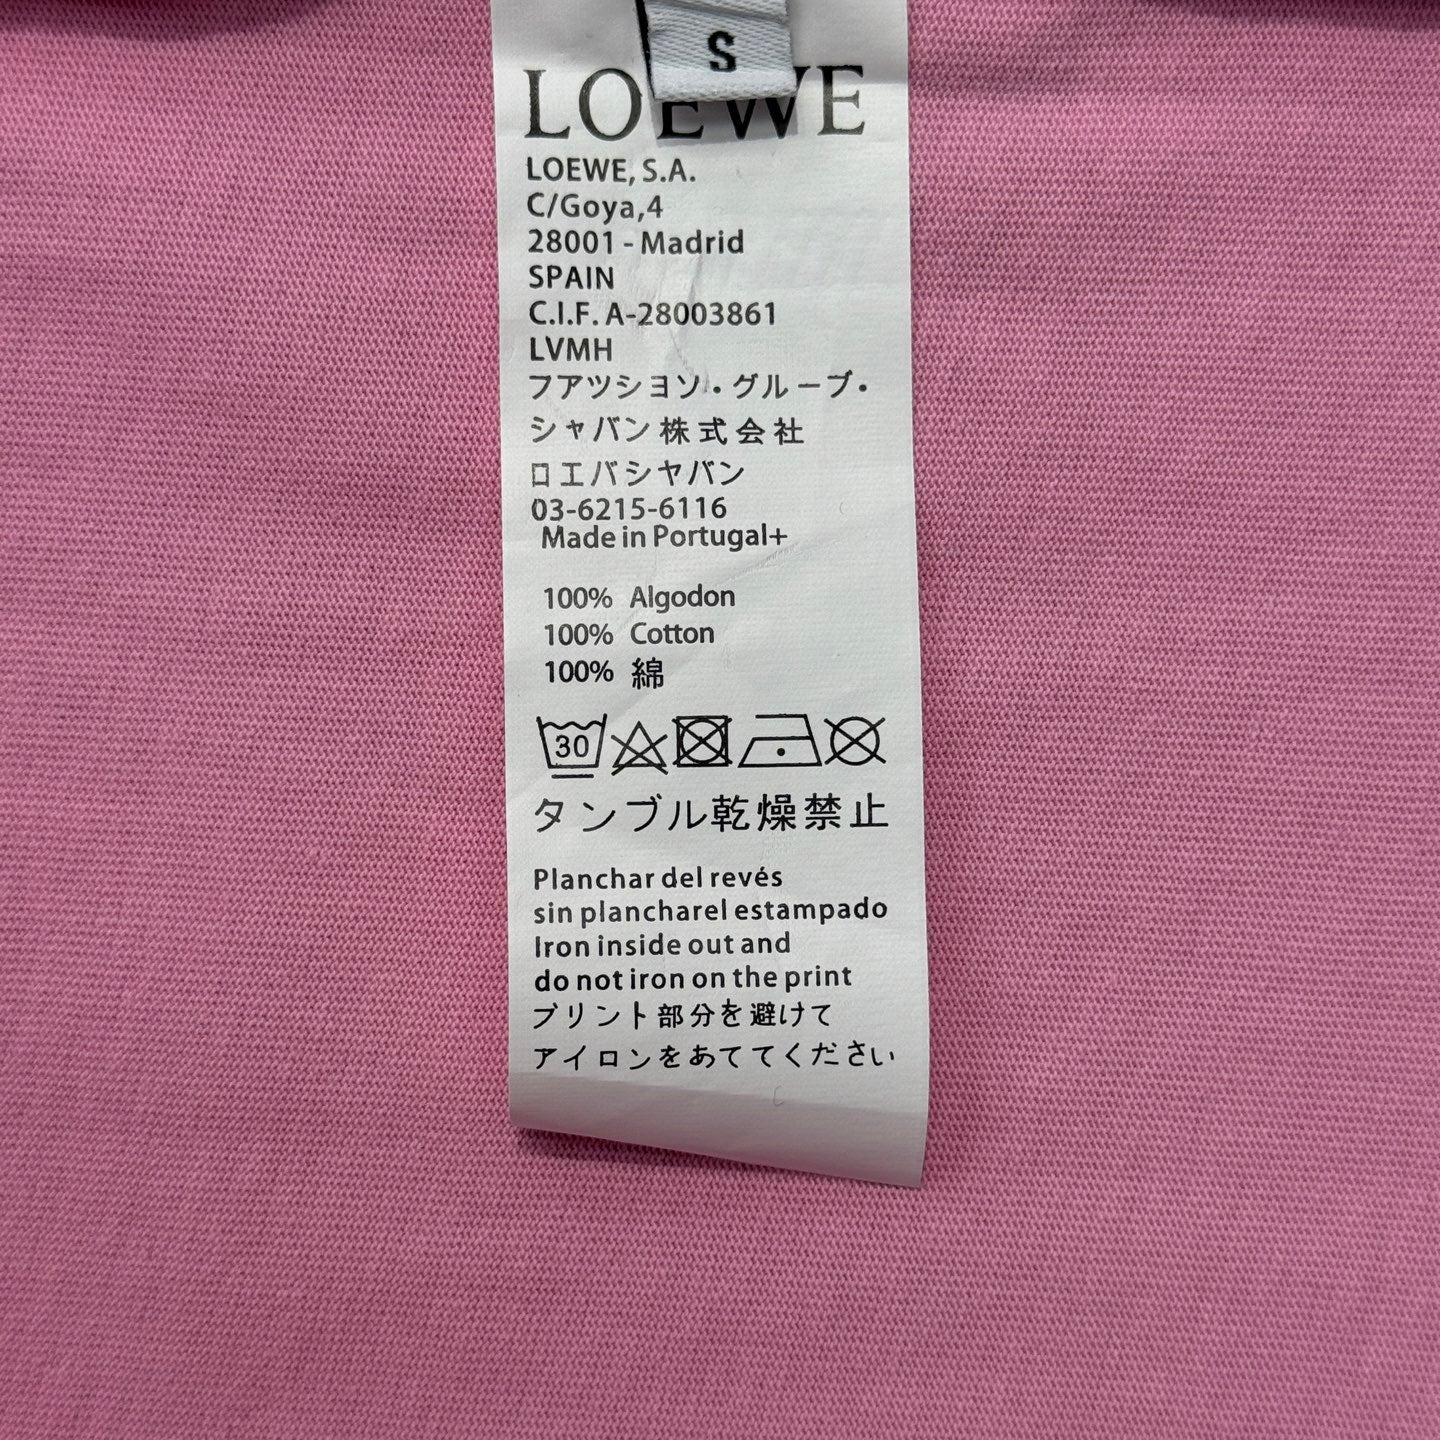 S
LOEWE
LOEWE, S.A.
C/Goya,4
28001 - Madrid
SPAIN
C.I.F. A-28003861
LVMH
フアツシヨソ・グループ・
シャバン株式会社
ロエバシヤバン
03-6215-6116
Made in Portugal+
100% Algodon
100% Cotton
100% 綿
30
タンブル乾燥禁止
Planchar del revés
sin plancharel estampado
Iron inside out and
do not iron on the print
プリント部分を避けて
アイロンをあててください